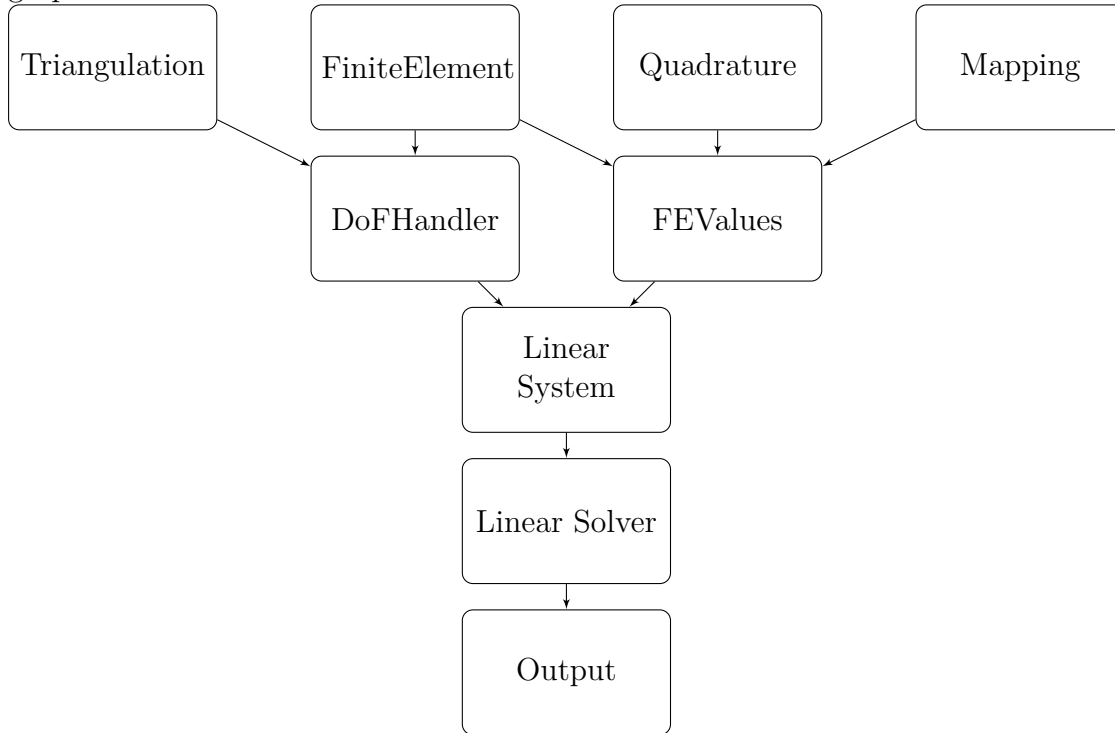 Triangulation
FiniteElement
Quadrature
Mapping
DoFHandler
FEValues
Linear
System
Linear Solver
Output